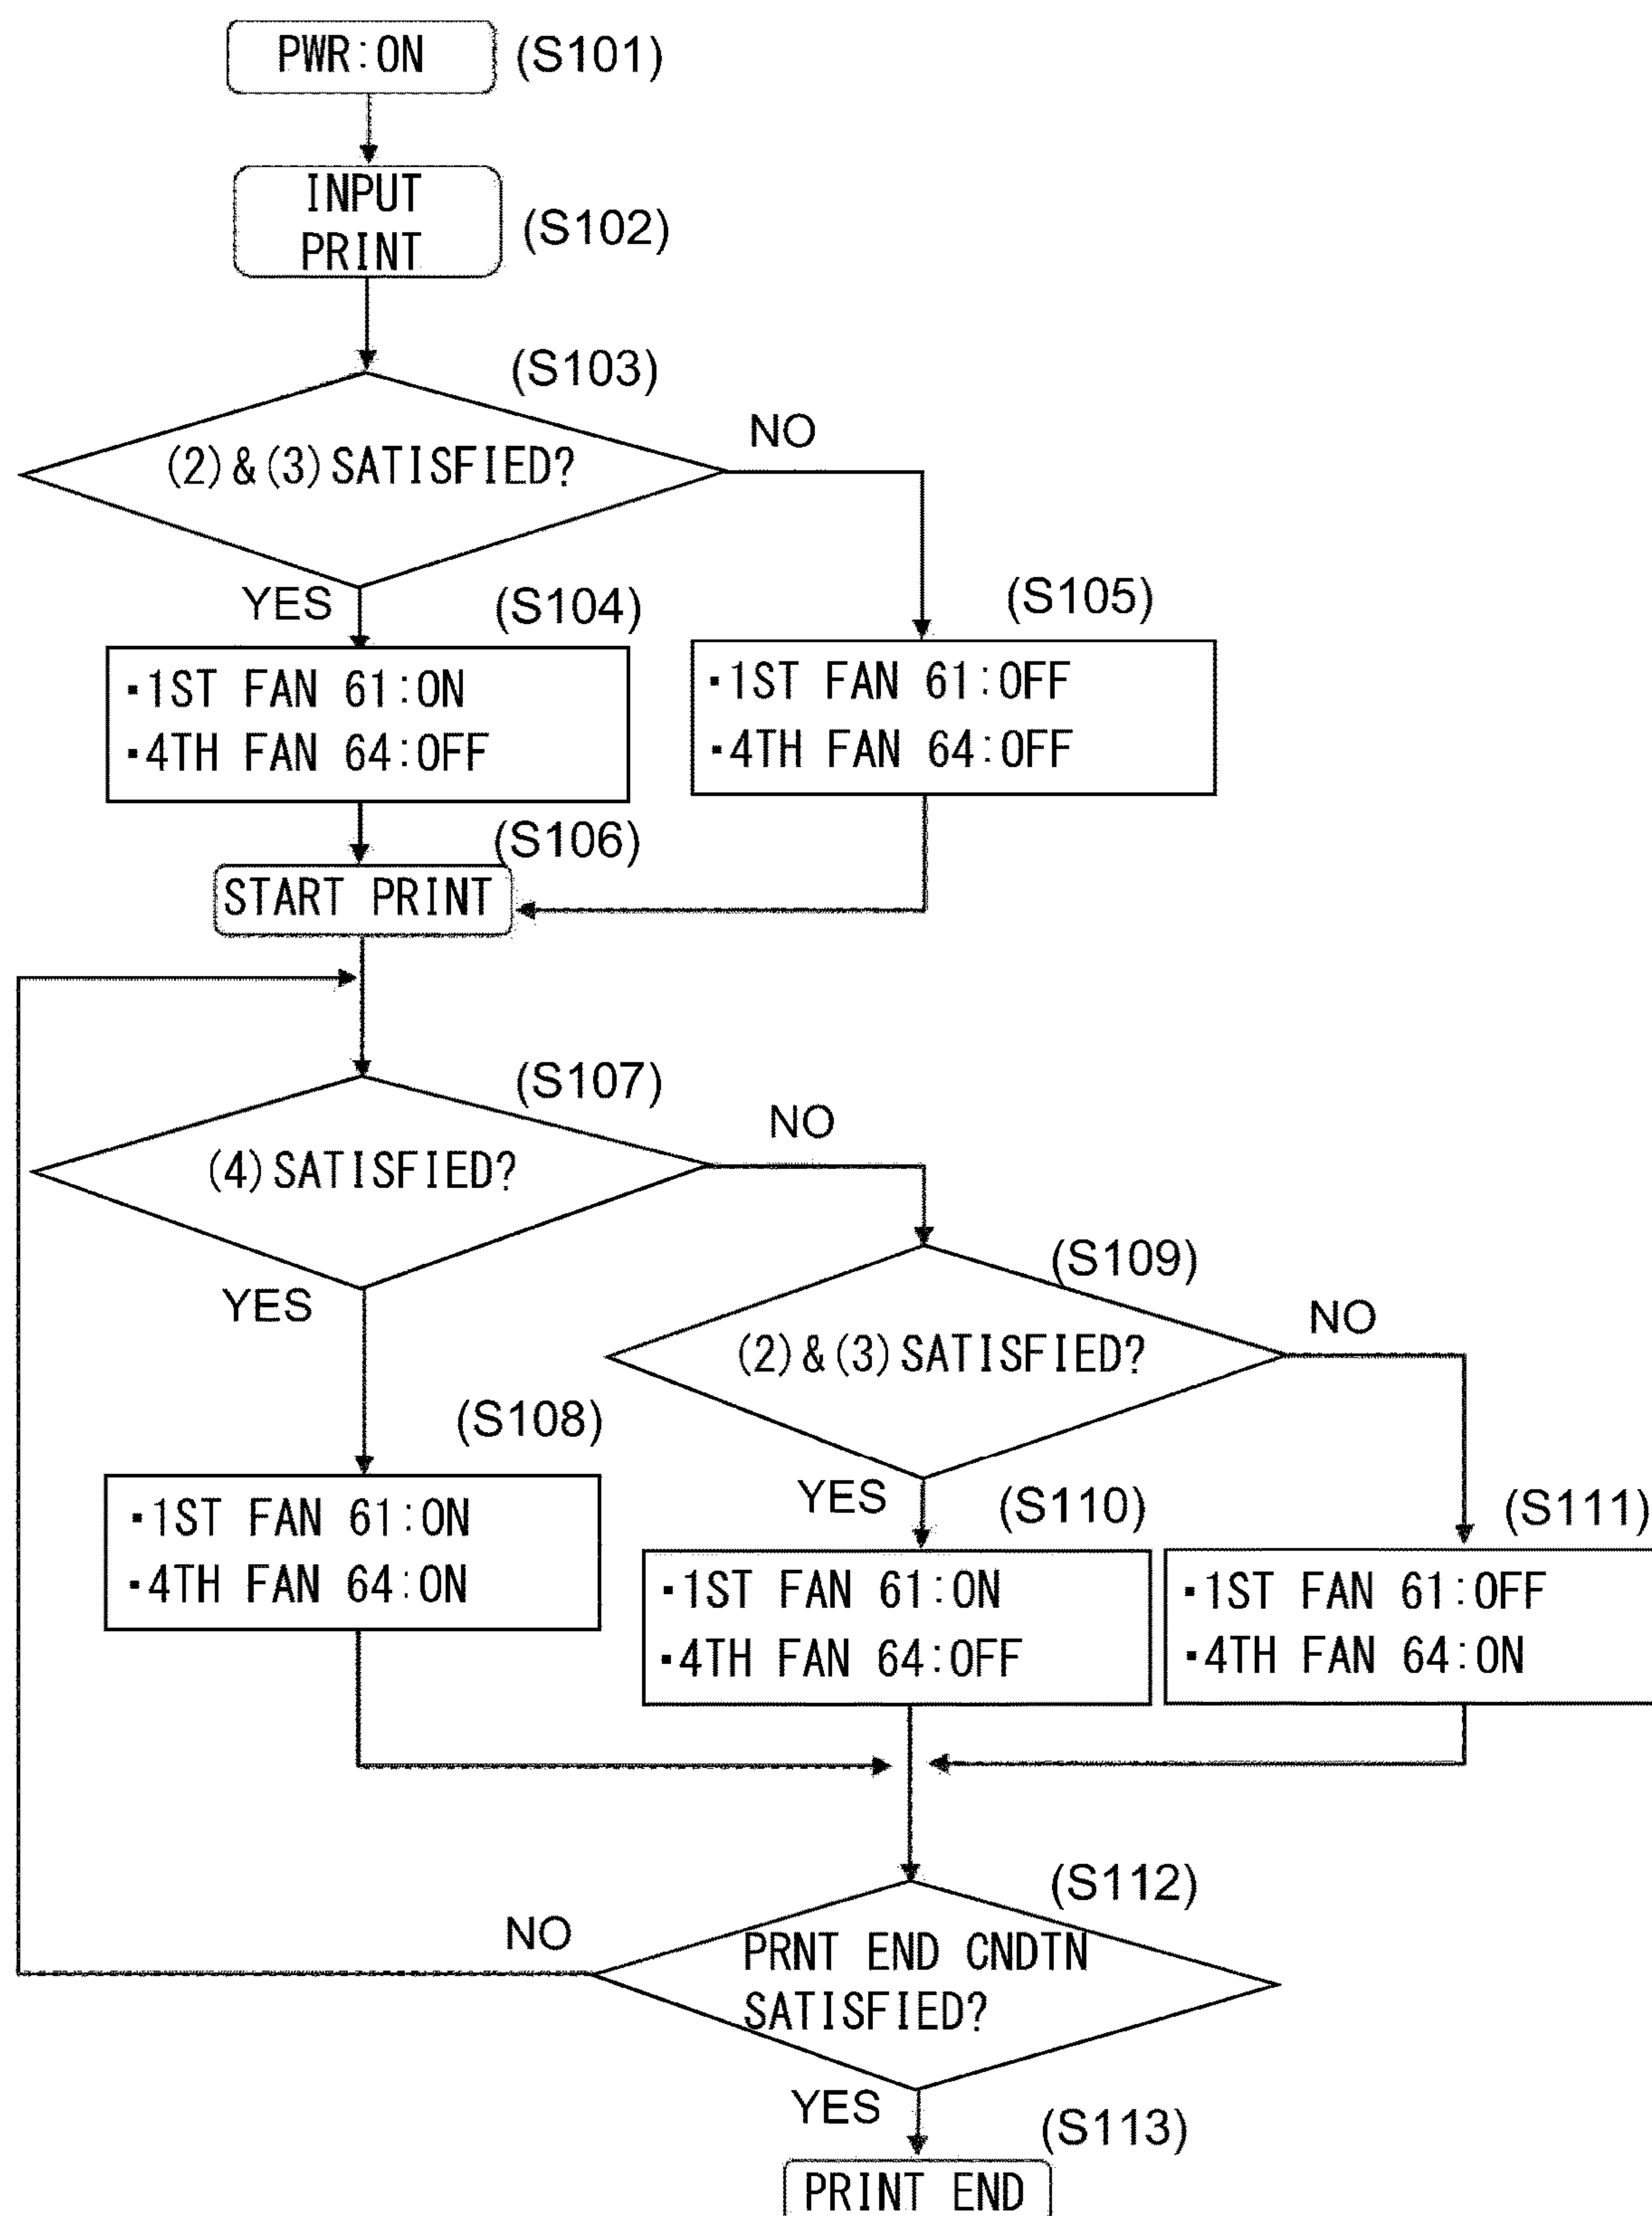 PWR:ON (S101)
INPUT
PRINT
(S102)
(S103)
(2)&(3)SATISFIED?
NO
YES
(S104)
(S105)
▪1ST FAN 61:ON
▪4TH FAN 64:OFF
▪1ST FAN 61:OFF
▪4TH FAN 64:OFF
(S106)
START PRINT
(S107)
(4)SATISFIED?
NO
YES
(S109)
(2)&(3)SATISFIED?
NO
(S108)
▪1ST FAN 61:ON
▪4TH FAN 64:ON
YES
(S110)
▪1ST FAN 61:ON
▪4TH FAN 64:OFF
(S111)
▪1ST FAN 61:OFF
▪4TH FAN 64:ON
(S112)
PRNT END CNDTN
SATISFIED?
NO
YES
(S113)
PRINT END